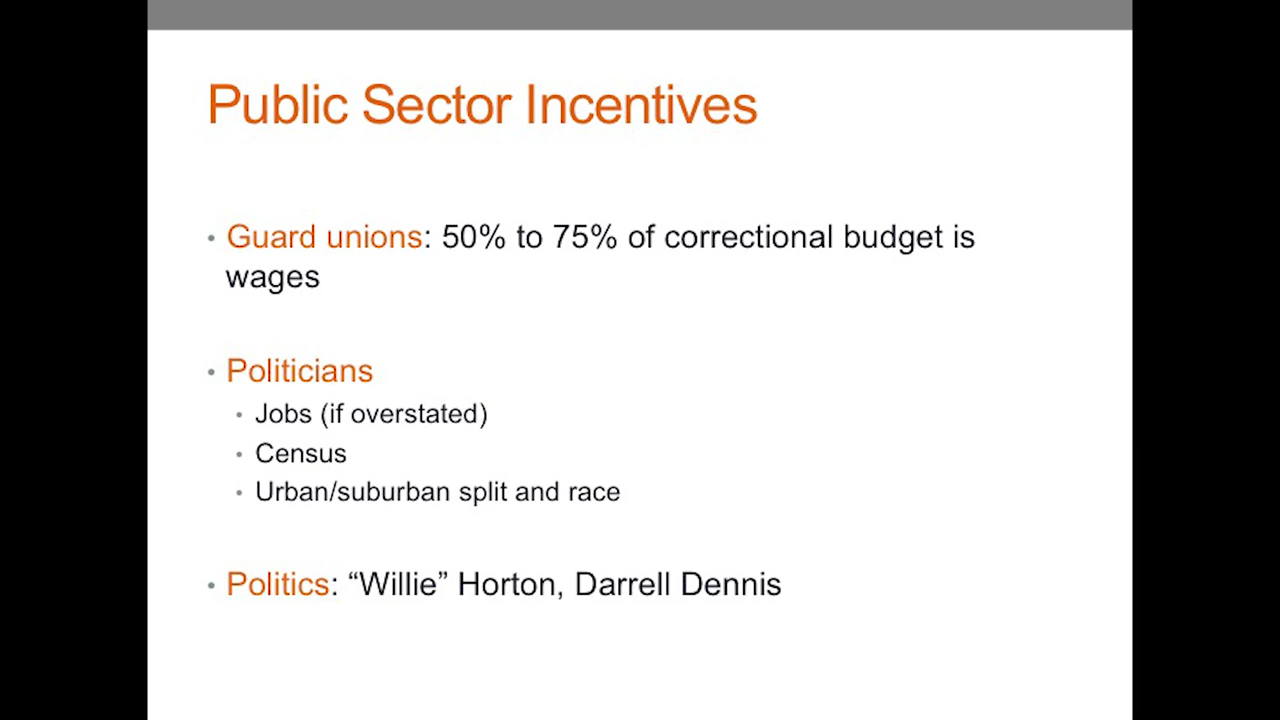 Public Sector Incentives
• Guard unions: 50% to 75% of correctional budget is
wages
• Politicians
• Jobs (if overstated)
• Census
• Urban/suburban split and race
• Politics: “Willie” Horton, Darrell Dennis